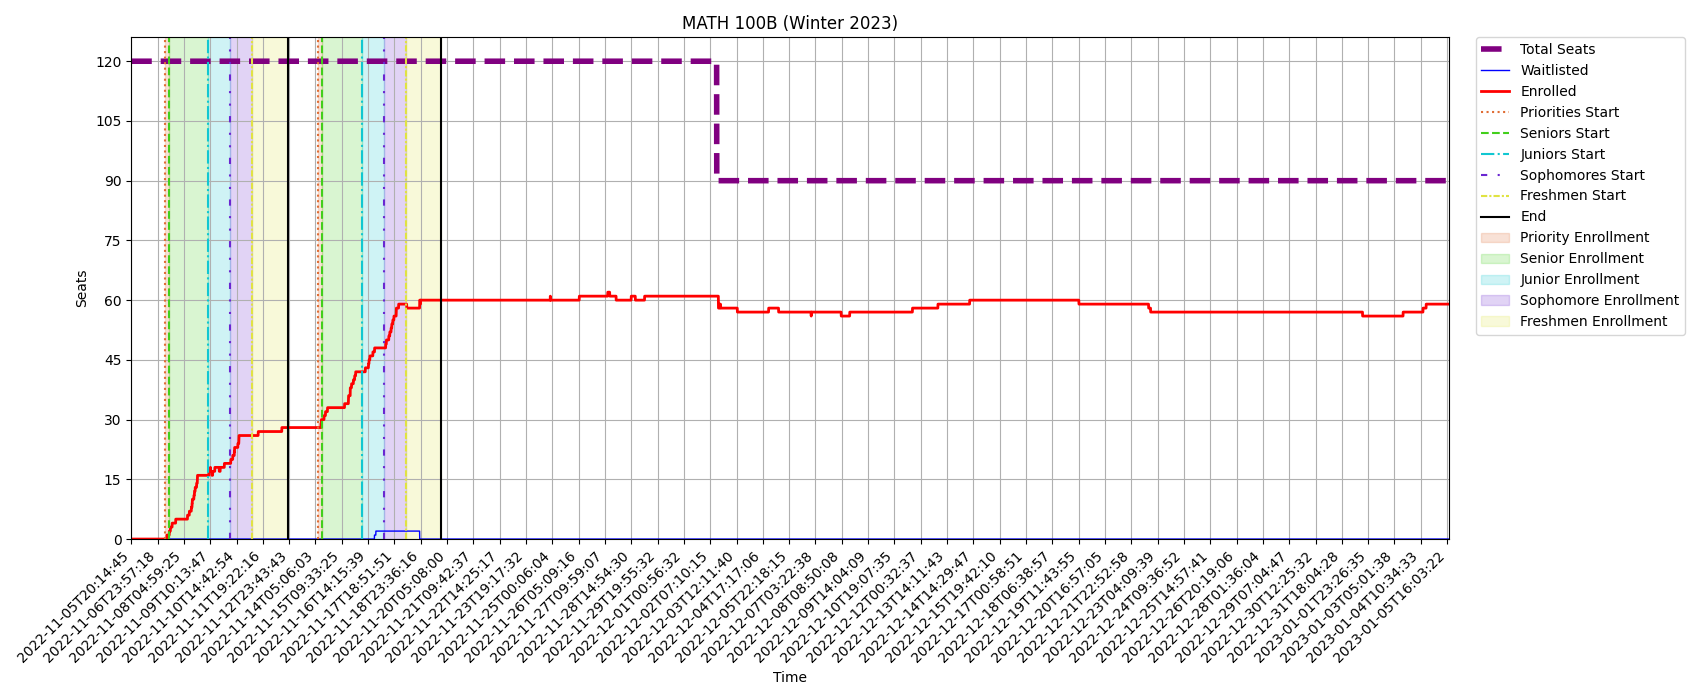 MATH 100B (Winter 2023)
Seats
120
105
90
75
60
45
30
15
0
2022-11-05T20:14:45
2022-11-06T23:57:18
2022-11-08T04:59:25
2022-11-09T10:13:47
2022-11-10T14:42:54
2022-11-11T19:22:16
2022-11-12T23:43:43
2022-11-14T05:06:03
2022-11-15T09:33:25
2022-11-16T14:15:39
2022-11-17T18:51:51
2022-11-18T23:36:16
2022-11-20T05:08:00
2022-11-21T09:42:37
2022-11-22T14:25:17
2022-11-23T19:17:32
2022-11-25T00:06:04
2022-11-26T05:09:16
2022-11-27T09:59:07
2022-11-28T14:54:30
2022-11-29T19:55:32
2022-12-01T00:56:32
2022-12-02T07:10:15
2022-12-03T12:11:40
2022-12-04T17:17:06
2022-12-05T22:18:15
2022-12-07T03:22:38
2022-12-08T08:50:08
2022-12-09T14:04:09
2022-12-10T19:07:35
2022-12-12T00:32:37
2022-12-13T14:11:43
2022-12-14T14:29:47
2022-12-15T19:42:10
2022-12-17T00:58:51
2022-12-18T06:38:57
2022-12-19T11:43:55
2022-12-20T16:57:05
2022-12-21T22:52:58
2022-12-23T04:09:39
2022-12-24T09:36:52
2022-12-25T14:57:41
2022-12-26T20:19:06
2022-12-28T01:36:04
2022-12-29T07:04:47
2022-12-30T12:25:32
2022-12-31T18:04:28
2023-01-01T23:26:35
2023-01-03T05:01:38
2023-01-04T10:34:33
2023-01-05T16:03:22
Time
Total Seats
Waitlisted
Enrolled
Priorities Start
Seniors Start
Juniors Start
Sophomores Start
Freshmen Start
End
Priority Enrollment
Senior Enrollment
Junior Enrollment
Sophomore Enrollment
Freshmen Enrollment